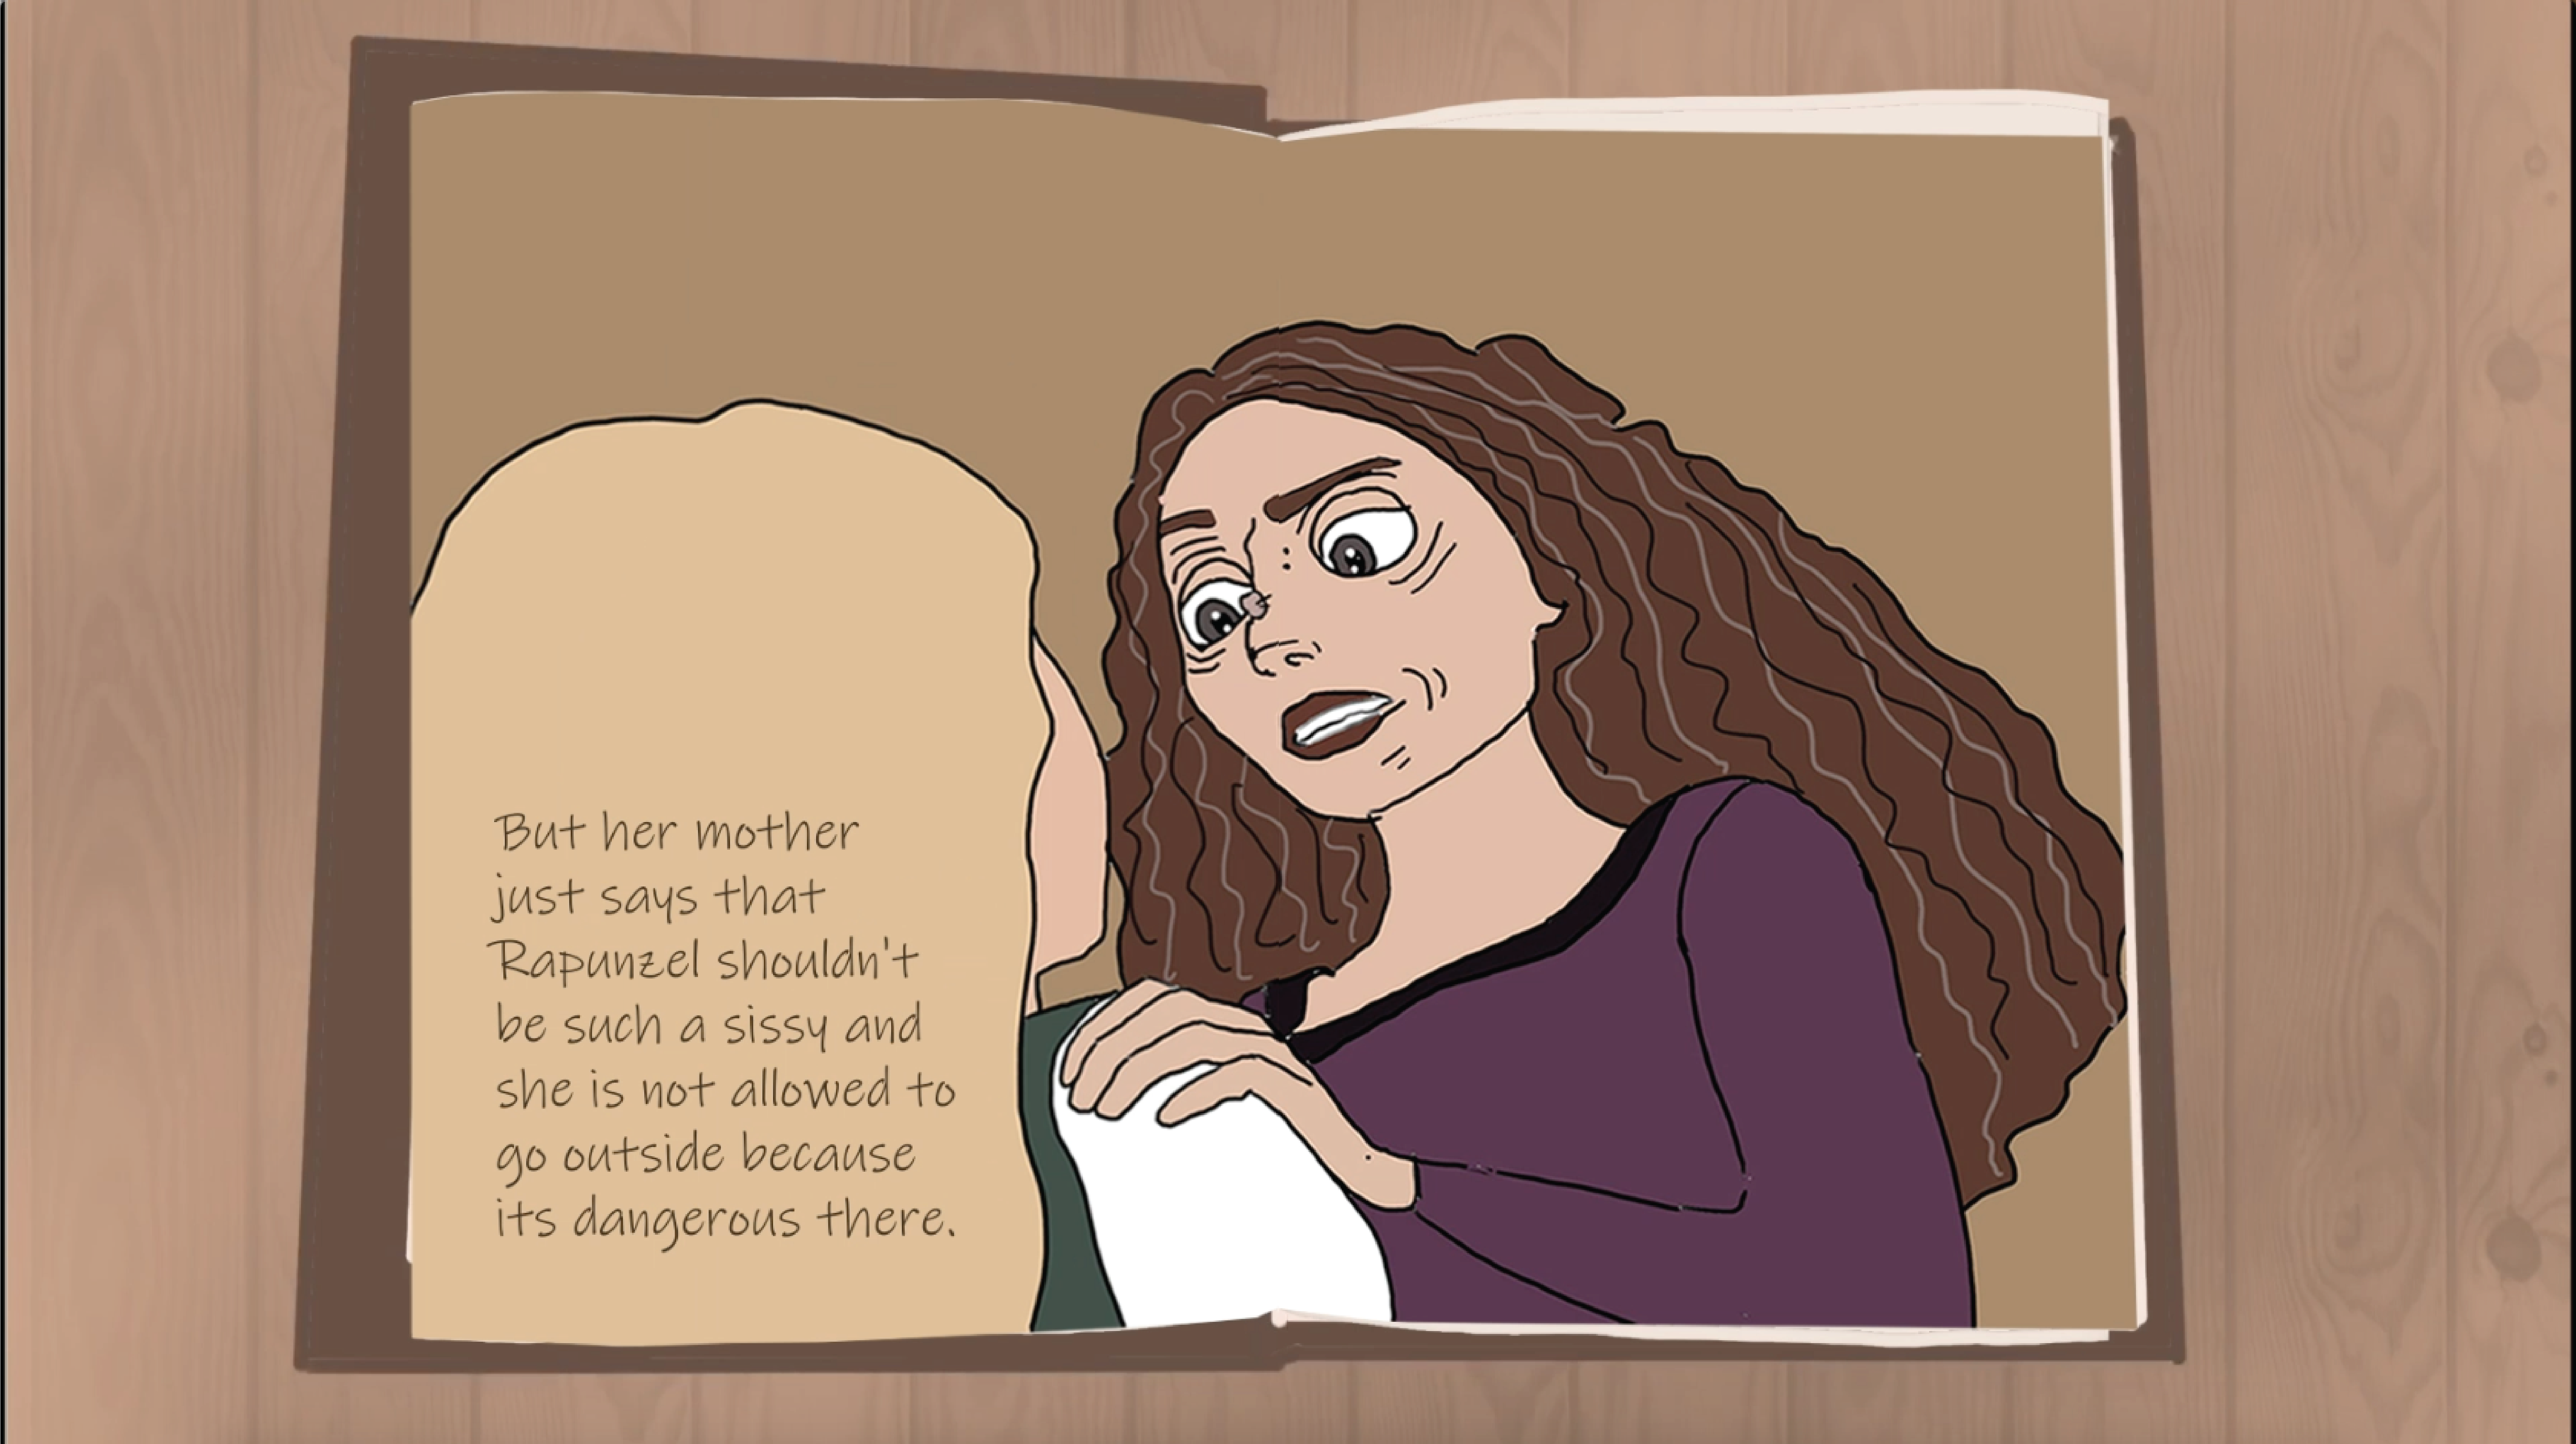 But her mother
just says that
Rapunzel shouldn't
be such a sissy and
she is not allowed to
go outside because
its dangerous there.